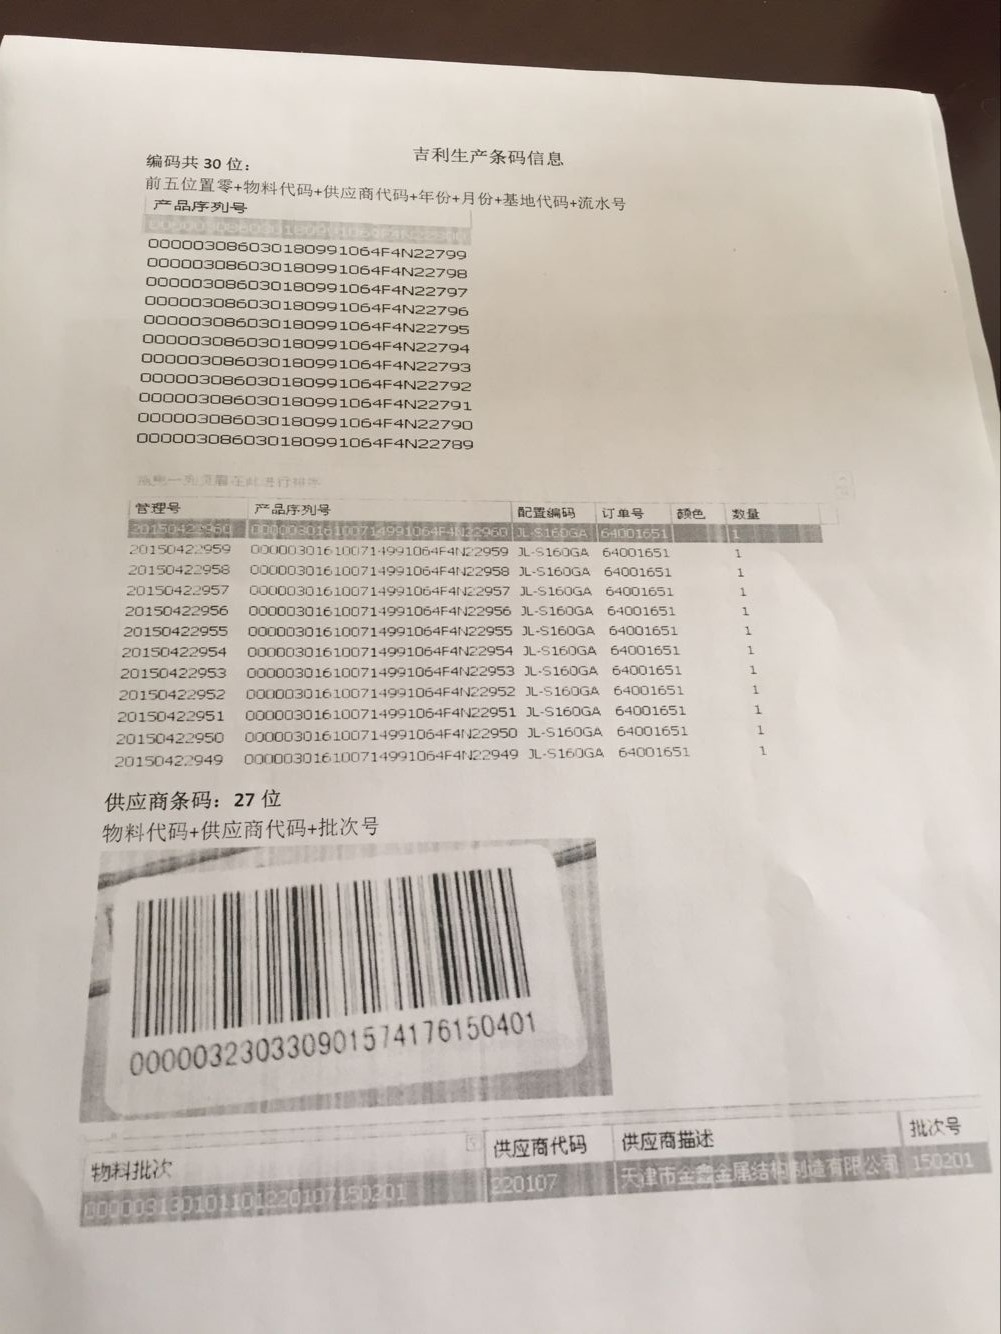 吉利生产条码信息
编码共 30 位:
前五位置零+物料代码+供应商代码+年份+月份+基地代码+流水号
产品序列号
000003086030180991064F4N22799
000003086030180991064F4N22798
000003086030180991064F4N22797
000003086030180991064F4N22796
000003086030180991064F4N22795
000003086030180991064F4N22794
000003086030180991064F4N22793
000003086030180991064F4N22792
000003086030180991064F4N22791
000003086030180991064F4N22790
000003086030180991064F4N22789
管理号 产品序列号 配置编码 订单号 颜色 数量
20150422960 000003016100714991064F4N22960 JL-S160GA 64001651 1
20150422959 000003016100714991064F4N22959 JL-S160GA 64001651 1
20150422958 000003016100714991064F4N22958 JL-S160GA 64001651 1
20150422957 000003016100714991064F4N22957 JL-S160GA 64001651 1
20150422956 000003016100714991064F4N22956 JL-S160GA 64001651 1
20150422955 000003016100714991064F4N22955 JL-S160GA 64001651 1
20150422954 000003016100714991064F4N22954 JL-S160GA 64001651 1
20150422953 000003016100714991064F4N22953 JL-S160GA 64001651 1
20150422952 000003016100714991064F4N22952 JL-S160GA 64001651 1
20150422951 000003016100714991064F4N22951 JL-S160GA 64001651 1
20150422950 000003016100714991064F4N22950 JL-S160GA 64001651 1
20150422949 000003016100714991064F4N22949 JL-S160GA 64001651 1
供应商条码: 27 位
物料代码+供应商代码+批次号
000003230330901574176150401
物料批次 供应商代码 供应商描述 批次号
000003130101101220107150201 220107 天津市金鑫金属结构制造有限公司 150201